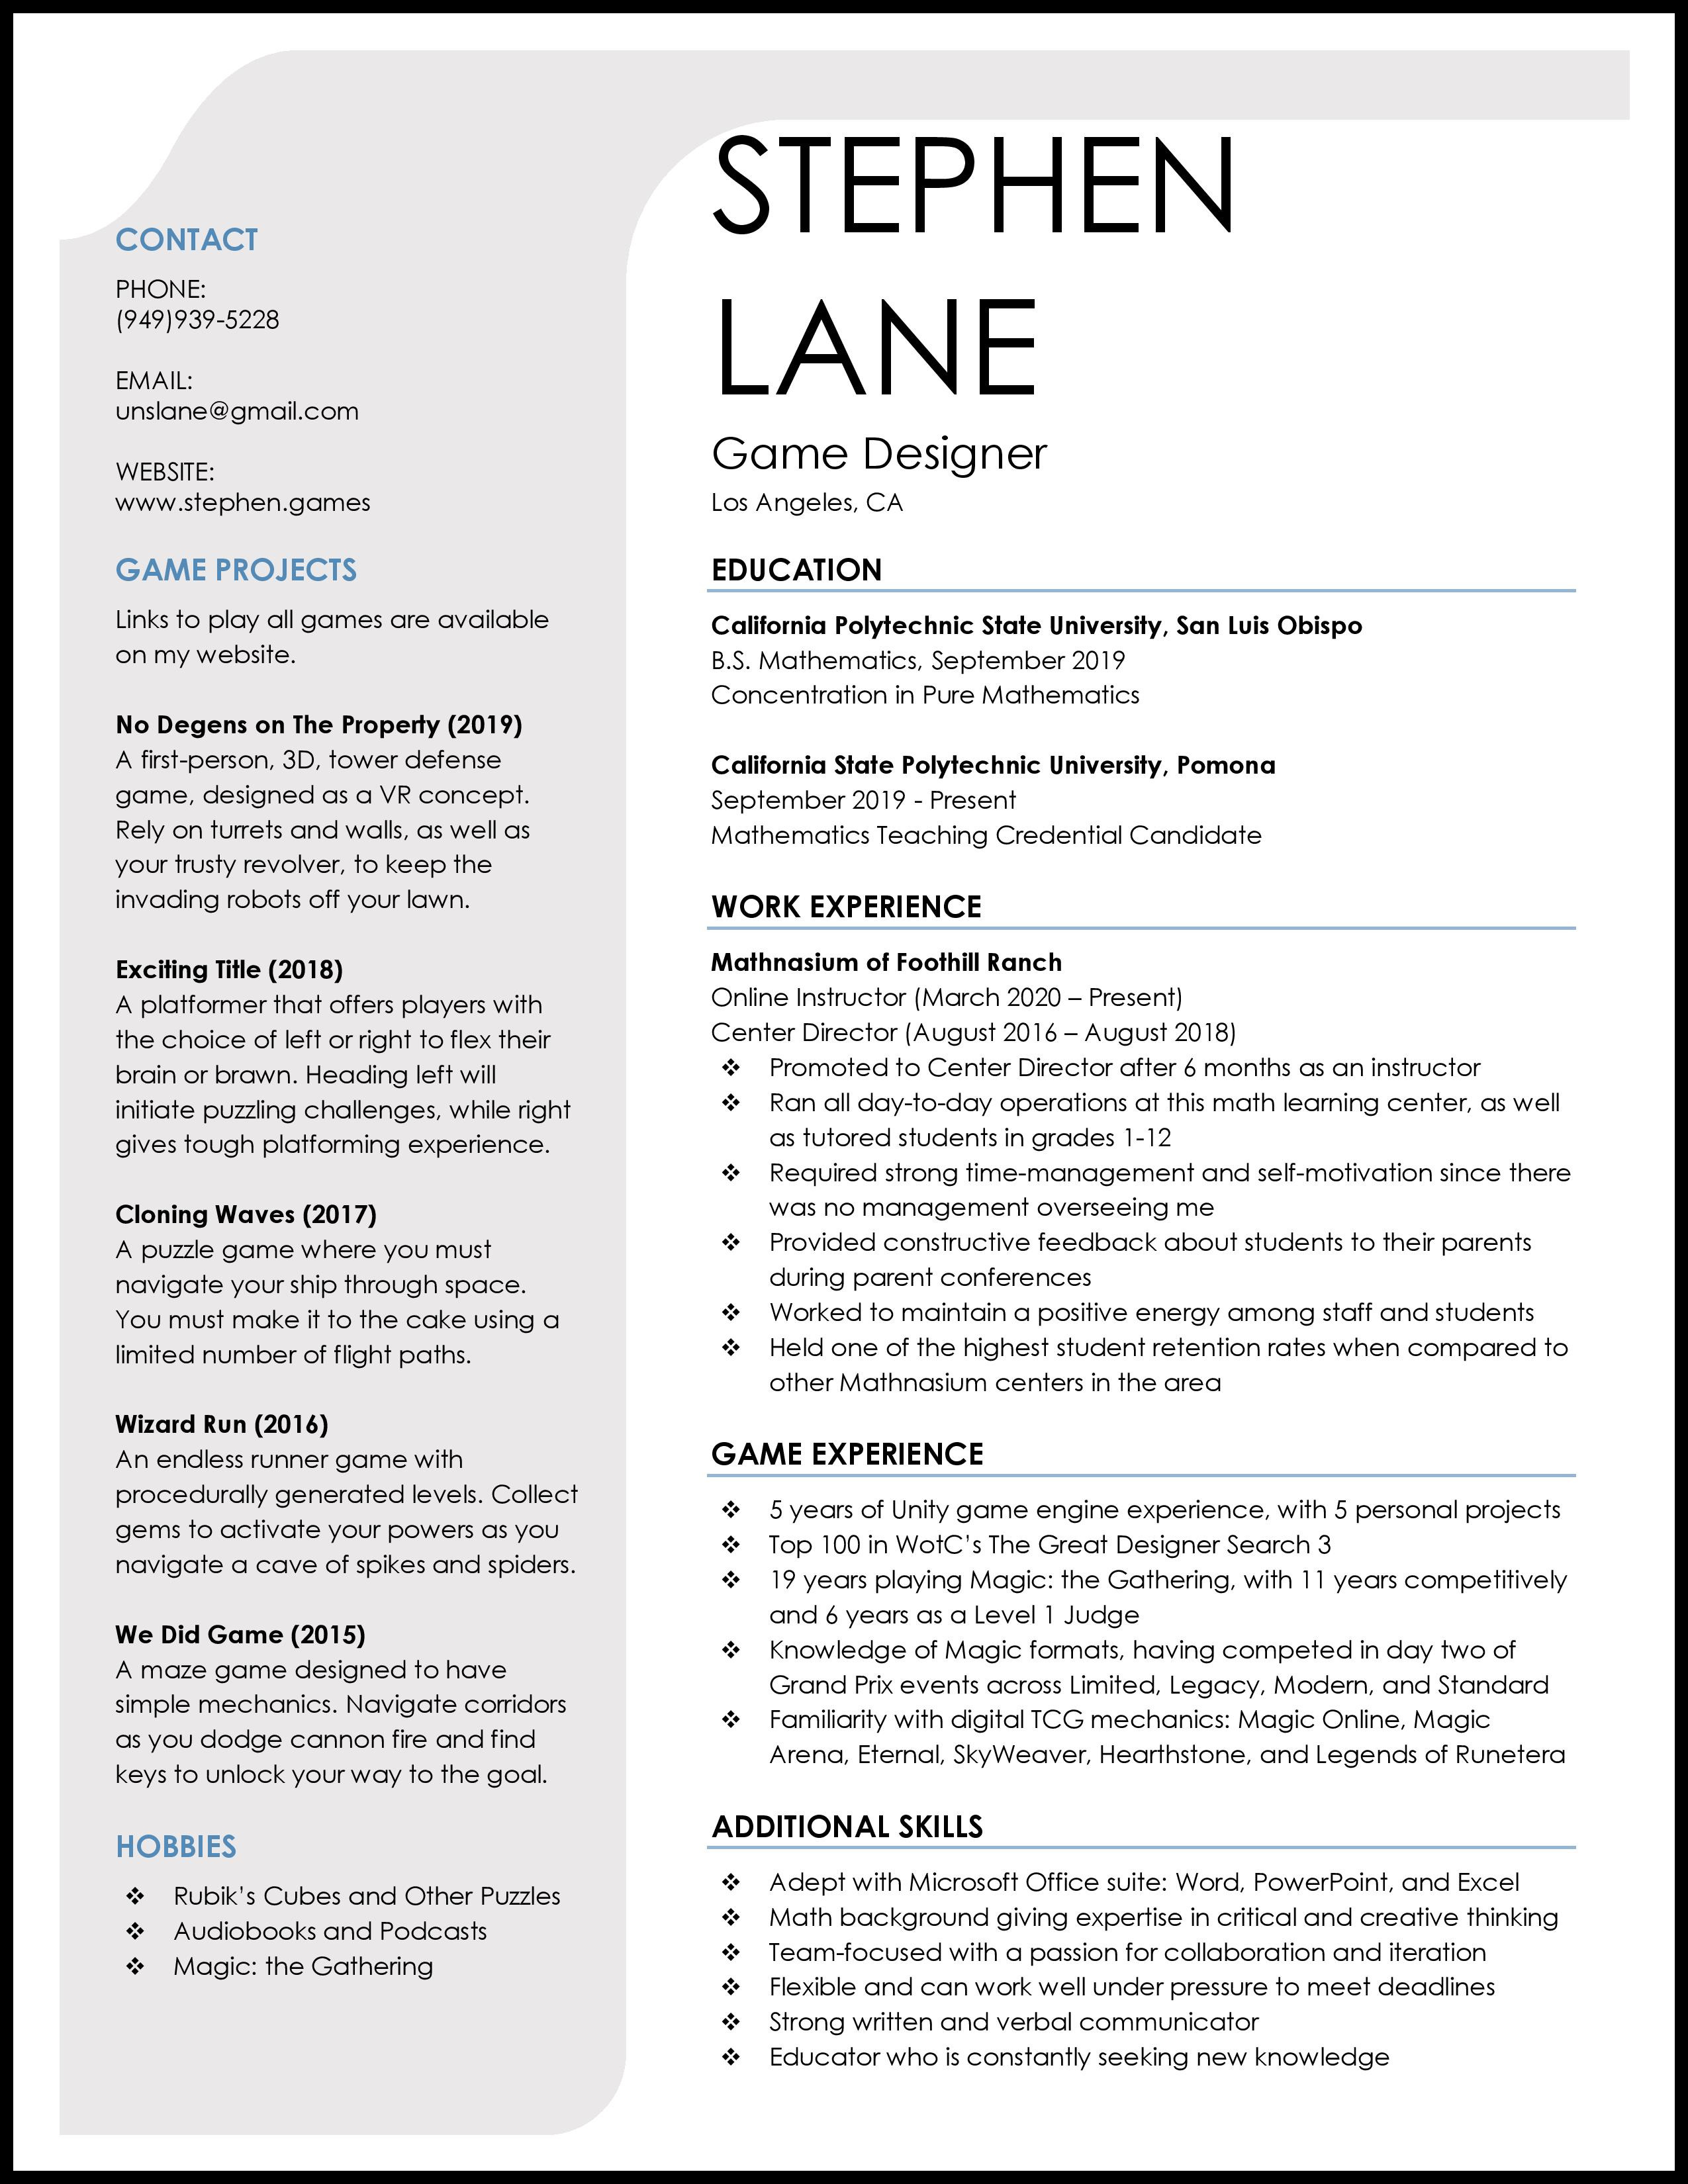 STEPHEN
LANE
Game Designer
Los Angeles, CA
CONTACT
PHONE:
(949)939-5228
EMAIL:
unslane@gmail.com
WEBSITE:
www.stephen.games
GAME PROJECTS
Links to play all games are available
on my website.
No Degens on The Property (2019)
A first-person, 3D, tower defense
game, designed as a VR concept.
Rely on turrets and walls, as well as
your trusty revolver, to keep the
invading robots off your lawn.
Exciting Title (2018)
A platformer that offers players with
the choice of left or right to flex their
brain or brawn. Heading left will
initiate puzzling challenges, while right
gives tough platforming experience.
Cloning Waves (2017)
A puzzle game where you must
navigate your ship through space.
You must make it to the cake using a
limited number of flight paths.
Wizard Run (2016)
An endless runner game with
procedurally generated levels. Collect
gems to activate your powers as you
navigate a cave of spikes and spiders.
We Did Game (2015)
A maze game designed to have
simple mechanics. Navigate corridors
as you dodge cannon fire and find
keys to unlock your way to the goal.
HOBBIES
❖ Rubik's Cubes and Other Puzzles
❖ Audiobooks and Podcasts
❖ Magic: the Gathering
EDUCATION
California Polytechnic State University, San Luis Obispo
B.S. Mathematics, September 2019
Concentration in Pure Mathematics
California State Polytechnic University, Pomona
September 2019 - Present
Mathematics Teaching Credential Candidate
WORK EXPERIENCE
Mathnasium of Foothill Ranch
Online Instructor (March 2020 – Present)
Center Director (August 2016 – August 2018)
❖ Promoted to Center Director after 6 months as an instructor
❖ Ran all day-to-day operations at this math learning center, as well
as tutored students in grades 1-12
❖ Required strong time-management and self-motivation since there
was no management overseeing me
❖ Provided constructive feedback about students to their parents
during parent conferences
❖ Worked to maintain a positive energy among staff and students
❖ Held one of the highest student retention rates when compared to
other Mathnasium centers in the area
GAME EXPERIENCE
❖ 5 years of Unity game engine experience, with 5 personal projects
❖ Top 100 in WotC's The Great Designer Search 3
❖ 19 years playing Magic: the Gathering, with 11 years competitively
and 6 years as a Level 1 Judge
❖ Knowledge of Magic formats, having competed in day two of
Grand Prix events across Limited, Legacy, Modern, and Standard
❖ Familiarity with digital TCG mechanics: Magic Online, Magic
Arena, Eternal, SkyWeaver, Hearthstone, and Legends of Runetera
ADDITIONAL SKILLS
❖ Adept with Microsoft Office suite: Word, PowerPoint, and Excel
❖ Math background giving expertise in critical and creative thinking
❖ Team-focused with a passion for collaboration and iteration
❖ Flexible and can work well under pressure to meet deadlines
❖ Strong written and verbal communicator
❖ Educator who is constantly seeking new knowledge